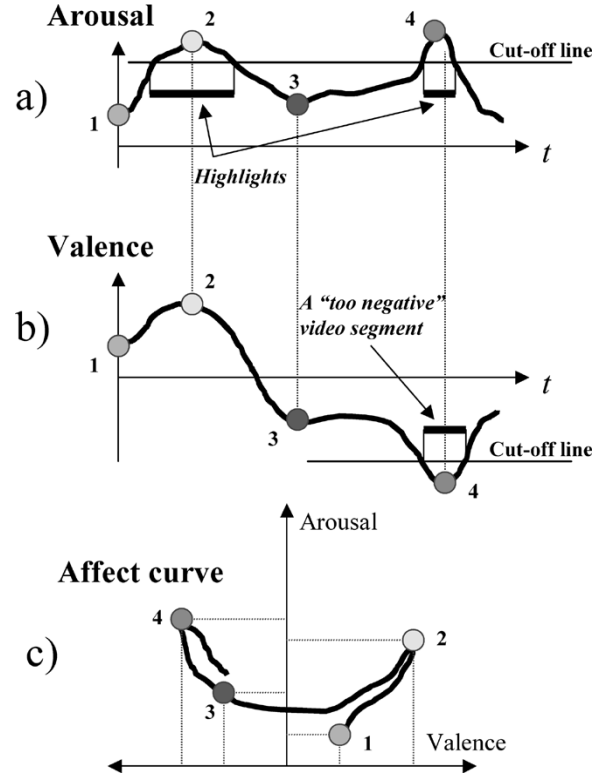 Arousal
2
4
Cut-off line
a)
3
1
t
Highlights
Valence
2
A “too negative”
video segment
b)
1
t
3
Cut-off line
4
Arousal
Affect curve
4
2
c)
3
1
Valence